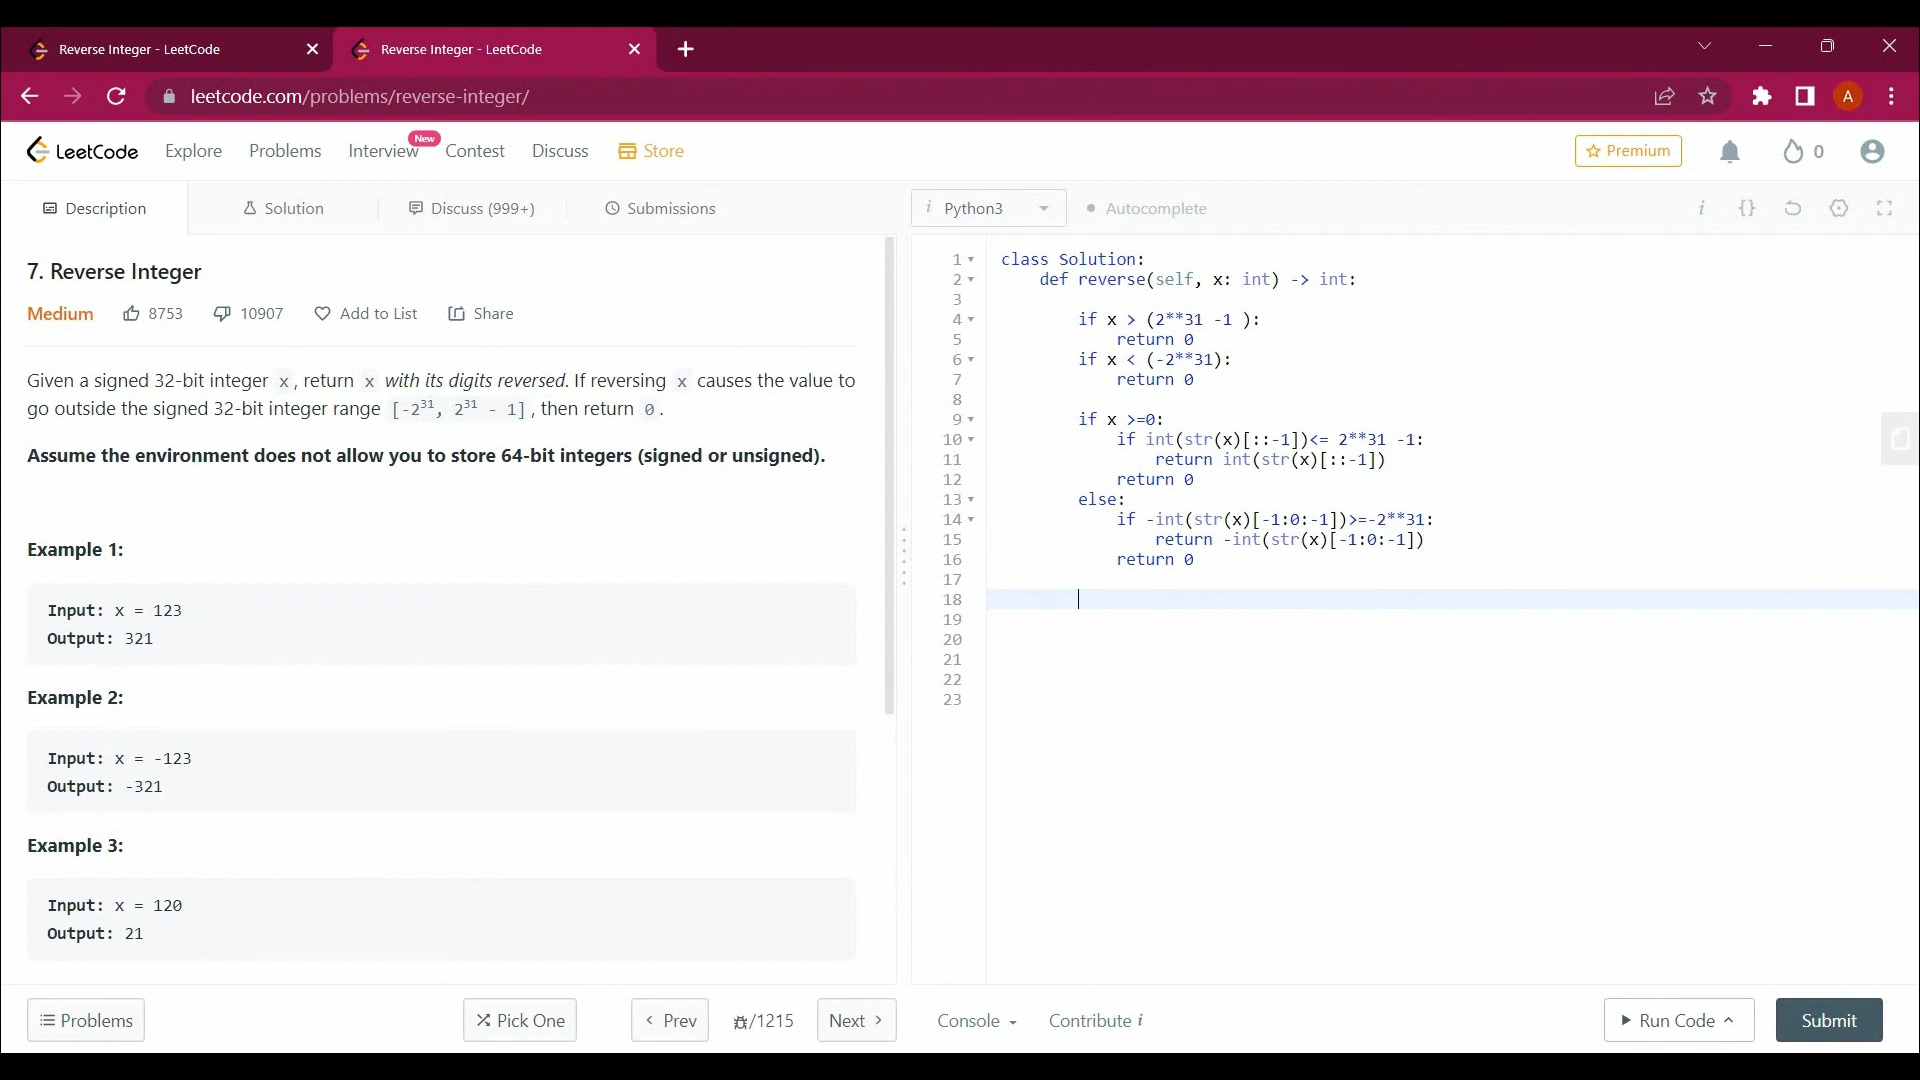 Reverse Integer - LeetCode
Reverse Integer - LeetCode
leetcode.com/problems/reverse-integer/
A
LeetCode Explore Problems Interview New Contest Discuss Store Premium 0
Description Solution Discuss (999+) Submissions
i Python3 Autocomplete i {}
7. Reverse Integer
Medium 8753 10907 Add to List Share
Given a signed 32-bit integer x, return x with its digits reversed. If reversing x causes the value to
go outside the signed 32-bit integer range [-2³¹, 2³¹ - 1], then return 0.
Assume the environment does not allow you to store 64-bit integers (signed or unsigned).
Example 1:
Input: x = 123
Output: 321
Example 2:
Input: x = -123
Output: -321
Example 3:
Input: x = 120
Output: 21
1 class Solution:
2     def reverse(self, x: int) -> int:
3
4         if x > (2**31 -1 ):
5             return 0
6         if x < (-2**31):
7             return 0
8
9         if x >=0:
10             if int(str(x)[::-1])<= 2**31 -1:
11                 return int(str(x)[::-1])
12             return 0
13         else:
14             if -int(str(x)[-1:0:-1])>=-2**31:
15                 return -int(str(x)[-1:0:-1])
16             return 0
17
18
19
20
21
22
23
Problems Pick One Prev /1215 Next
Console Contribute i Run Code Submit